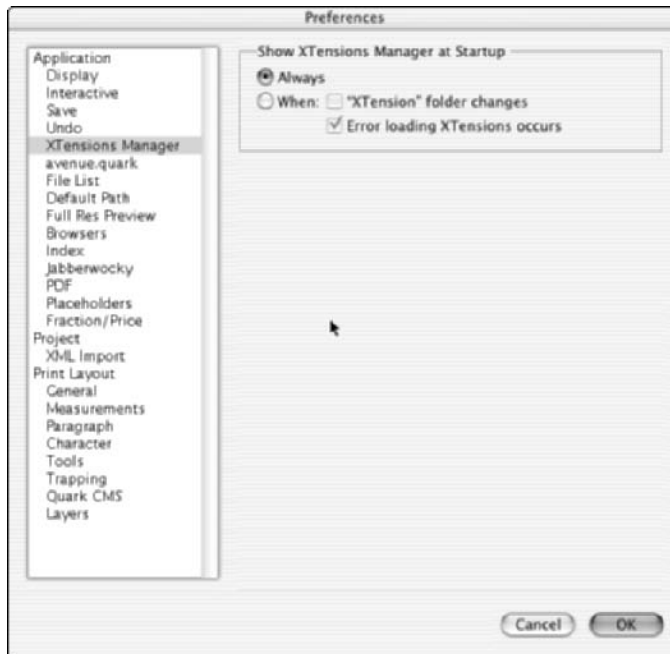 Preferences
Application
Display
Interactive
Save
Undo
XTensions Manager
avenue.quark
File List
Default Path
Full Res Preview
Browsers
Index
Jabberwocky
PDF
Placeholders
Fraction/Price
Project
XML Import
Print Layout
General
Measurements
Paragraph
Character
Tools
Trapping
Quark CMS
Layers
Show XTensions Manager at Startup
Always
When: "XTension" folder changes
Error loading XTensions occurs
Cancel
OK